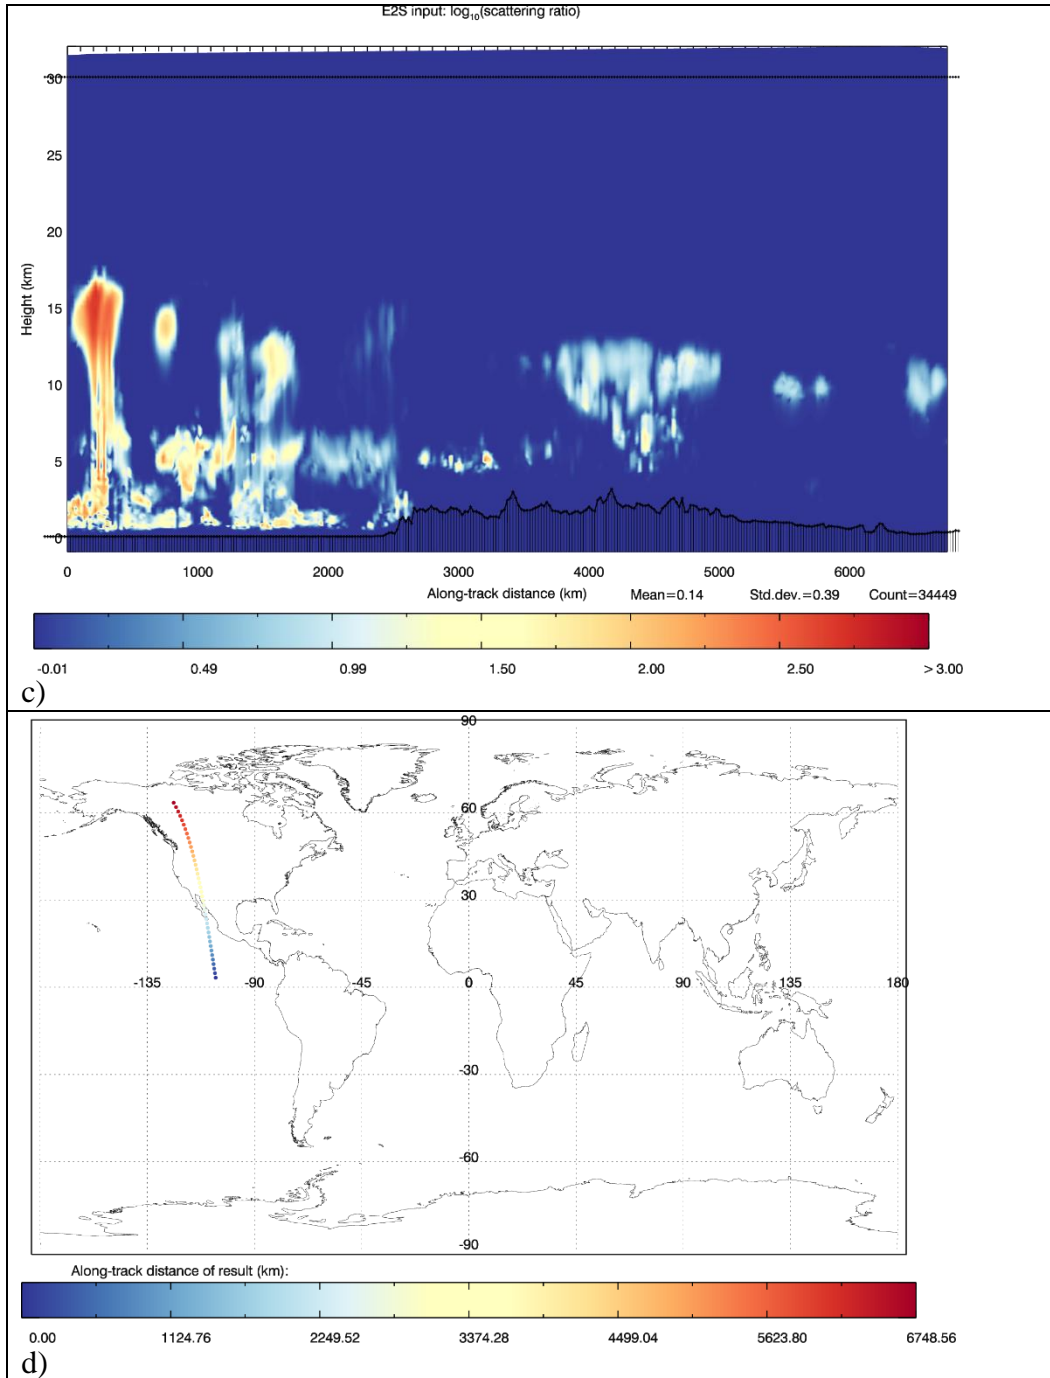 E2S input: log₁₀(scattering ratio)
30
25
20
15
10
5
0
Height (km)
0 1000 2000 3000 4000 5000 6000
Along-track distance (km) Mean=0.14 Std.dev.=0.39 Count=34449
-0.01 0.49 0.99 1.50 2.00 2.50 > 3.00
c)
90
60
30
-135 -90 -45 0 45 90 135 180
-30
-60
-90
Along-track distance of result (km):
0.00 1124.76 2249.52 3374.28 4499.04 5623.80 6748.56
d)